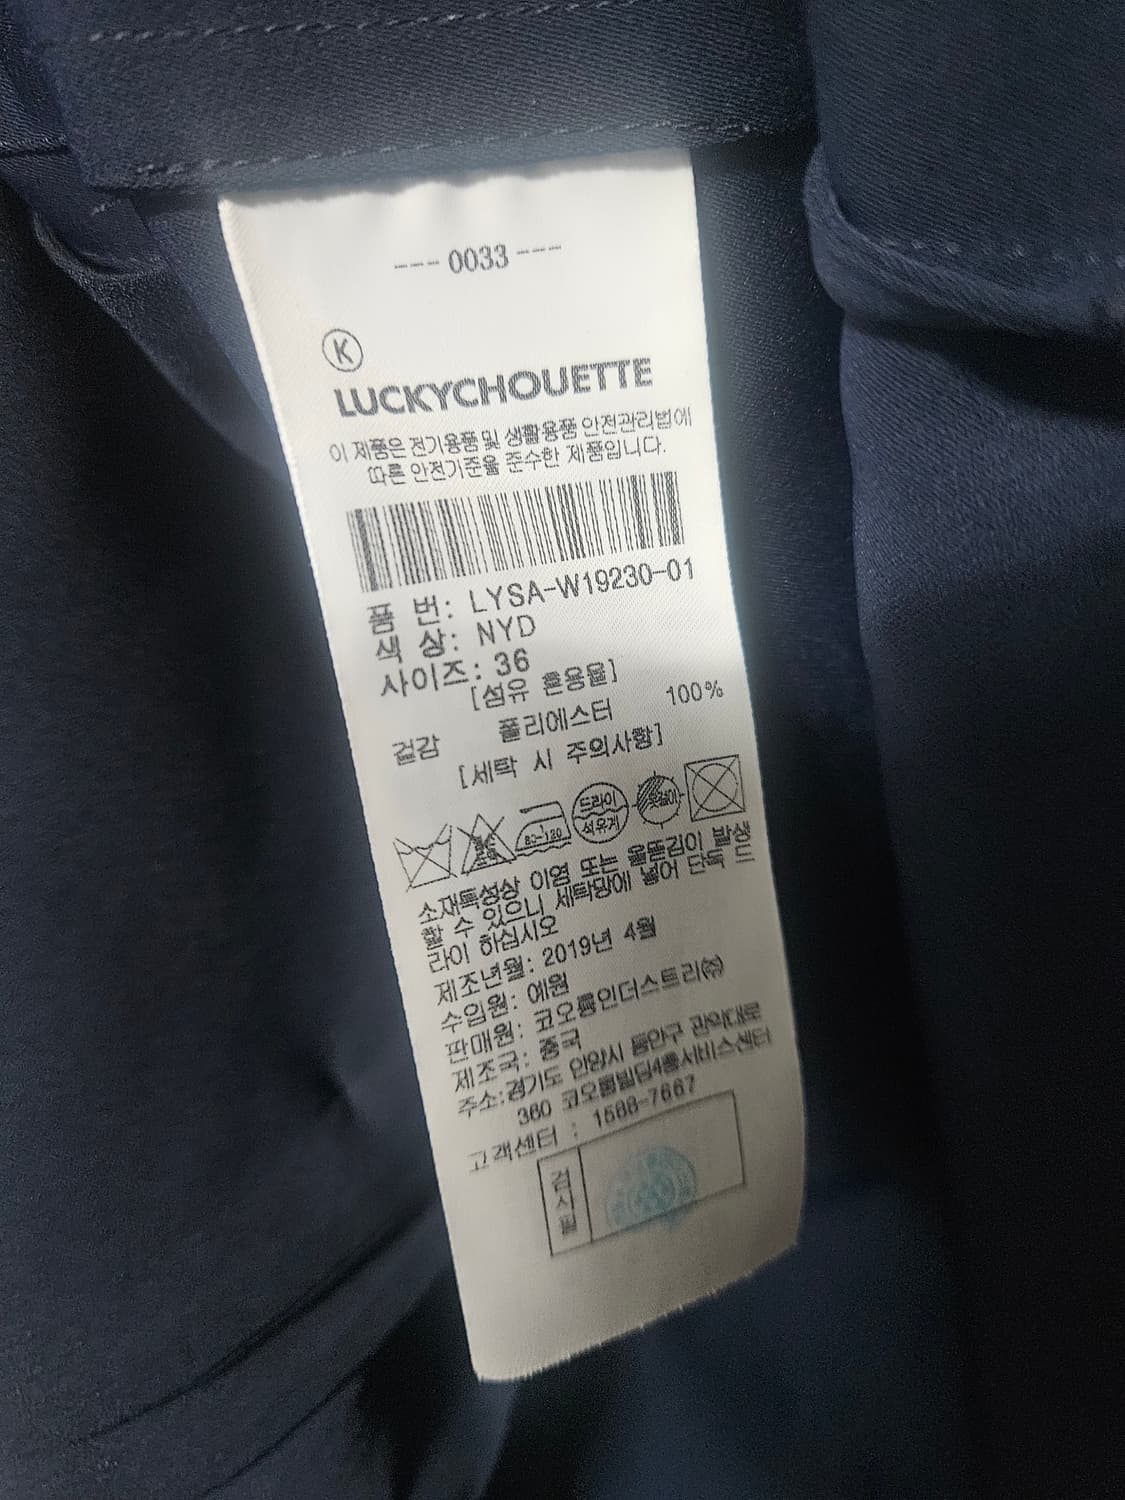 --- 0033 ---
K
LUCKYCHOUETTE
이 제품은 전기용품 및 생활용품 안전관리법에
따른 안전기준을 준수한 제품입니다.
품 번: LYSA-W19230-01
색 상: NYD
사이즈: 36
[섬유 혼용율]
겉감 폴리에스터 100%
[세탁 시 주의사항]
80-120 드라이 석유계 옷걸이
소재특성상 이염 또는 올뜯김이 발생
할 수 있으니 세탁망에 넣어 단독 드
라이 하십시오
제조년월: 2019년 4월
수입원: 예원
판매원: 코오롱인더스트리㈜
제조국: 중국
주소:경기도 안양시 동안구 관악대로
360 코오롱빌딩4층서비스센터
고객센터 : 1588-7667
검사필